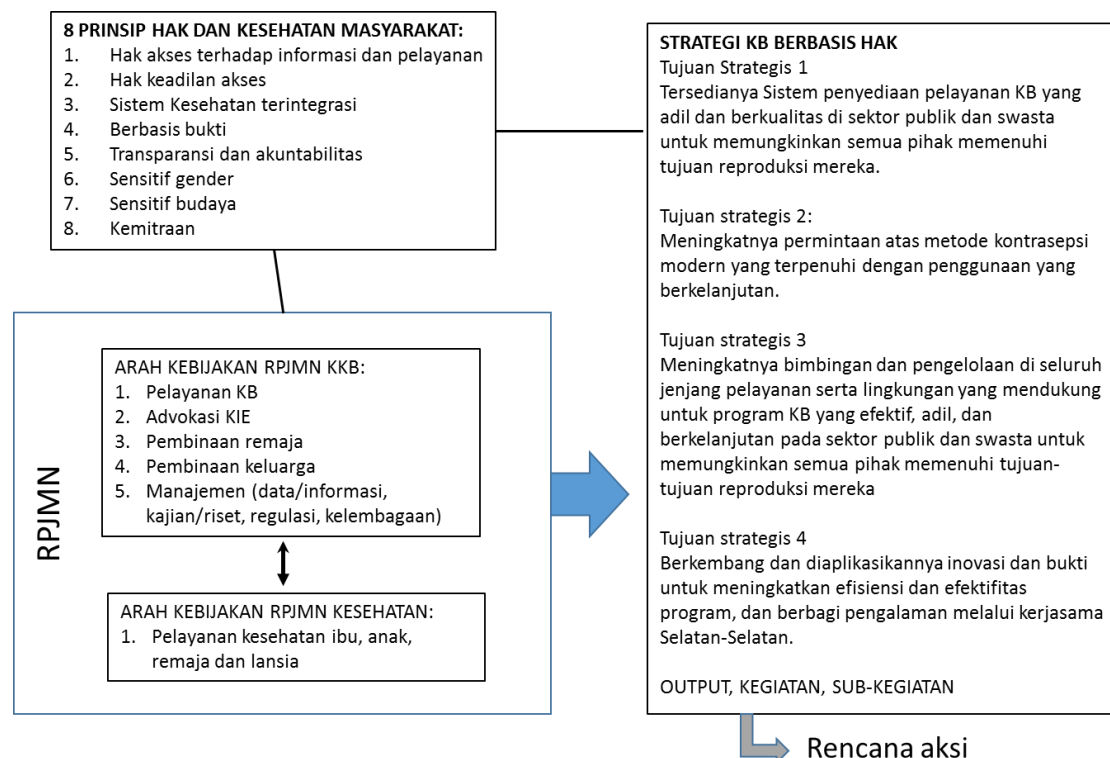 8 PRINSIP HAK DAN KESEHATAN MASYARAKAT:
1. Hak akses terhadap informasi dan pelayanan
2. Hak keadilan akses
3. Sistem Kesehatan terintegrasi
4. Berbasis bukti
5. Transparansi dan akuntabilitas
6. Sensitif gender
7. Sensitif budaya
8. Kemitraan
RPJMN
ARAH KEBIJAKAN RPJMN KKB:
1. Pelayanan KB
2. Advokasi KIE
3. Pembinaan remaja
4. Pembinaan keluarga
5. Manajemen (data/informasi,
kajian/riset, regulasi, kelembagaan)
ARAH KEBIJAKAN RPJMN KESEHATAN:
1. Pelayanan kesehatan ibu, anak,
remaja dan lansia
STRATEGI KB BERBASIS HAK
Tujuan Strategis 1
Tersedianya Sistem penyediaan pelayanan KB yang
adil dan berkualitas di sektor publik dan swasta
untuk memungkinkan semua pihak memenuhi
tujuan reproduksi mereka.
Tujuan strategis 2:
Meningkatnya permintaan atas metode kontrasepsi
modern yang terpenuhi dengan penggunaan yang
berkelanjutan.
Tujuan strategis 3
Meningkatnya bimbingan dan pengelolaan di seluruh
jenjang pelayanan serta lingkungan yang mendukung
untuk program KB yang efektif, adil, dan
berkelanjutan pada sektor publik dan swasta untuk
memungkinkan semua pihak memenuhi tujuan-
tujuan reproduksi mereka
Tujuan strategis 4
Berkembang dan diaplikasikannya inovasi dan bukti
untuk meningkatkan efisiensi dan efektifitas
program, dan berbagi pengalaman melalui kerjasama
Selatan-Selatan.
OUTPUT, KEGIATAN, SUB-KEGIATAN
Rencana aksi